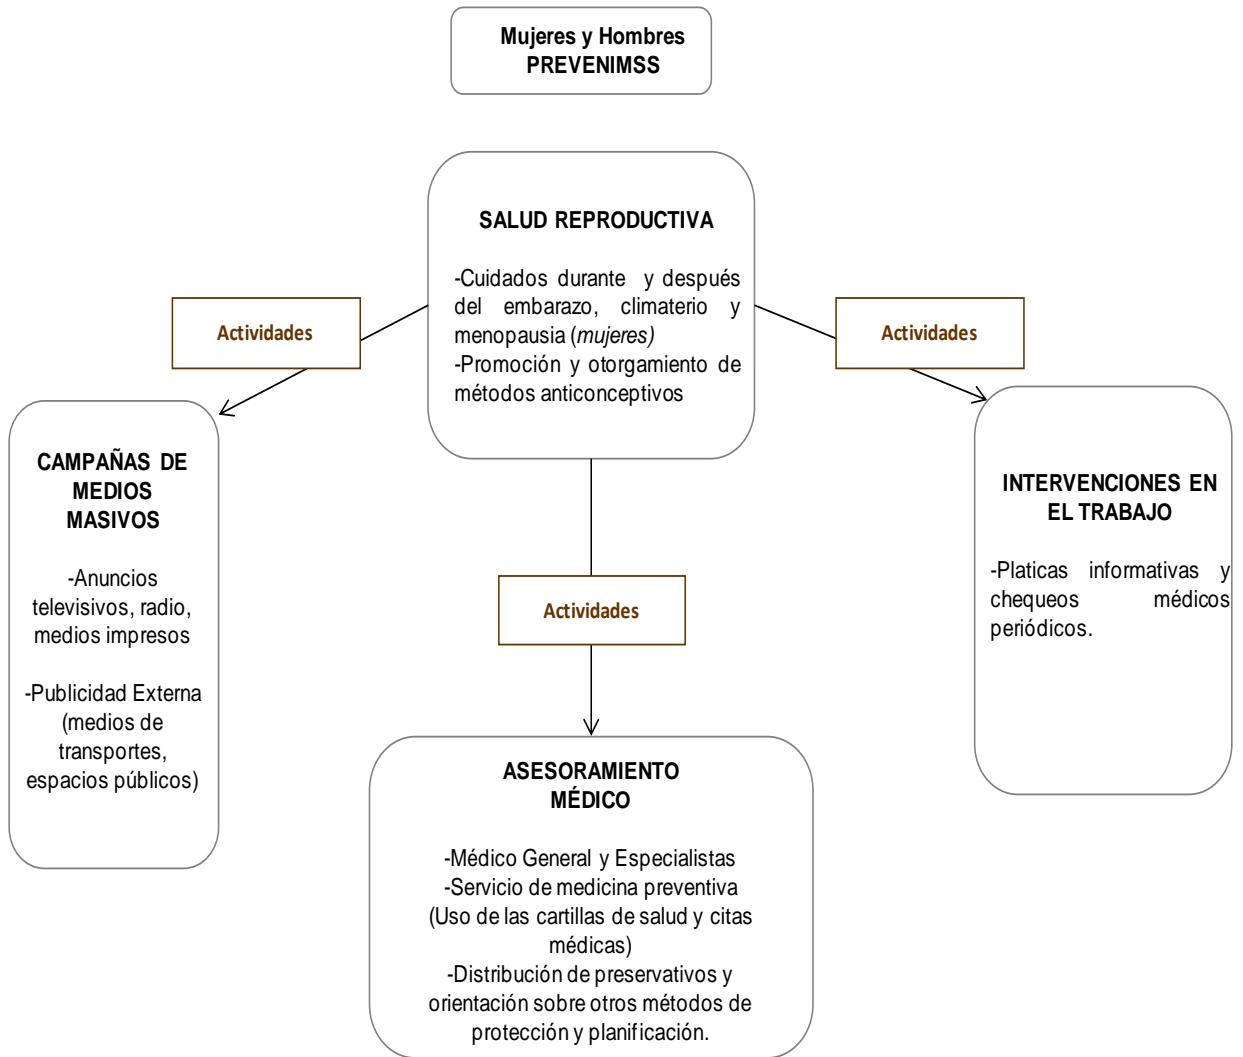 Mujeres y Hombres
PREVENIMSS
SALUD REPRODUCTIVA
-Cuidados durante y después
del embarazo, climaterio y
menopausia (mujeres)
-Promoción y otorgamiento de
métodos anticonceptivos
Actividades
Actividades
Actividades
CAMPAÑAS DE
MEDIOS
MASIVOS
-Anuncios
televisivos, radio,
medios impresos
-Publicidad Externa
(medios de
transportes,
espacios públicos)
INTERVENCIONES EN
EL TRABAJO
-Platicas informativas y
chequeos médicos
periódicos.
ASESORAMIENTO
MÉDICO
-Médico General y Especialistas
-Servicio de medicina preventiva
(Uso de las cartillas de salud y citas
médicas)
-Distribución de preservativos y
orientación sobre otros métodos de
protección y planificación.